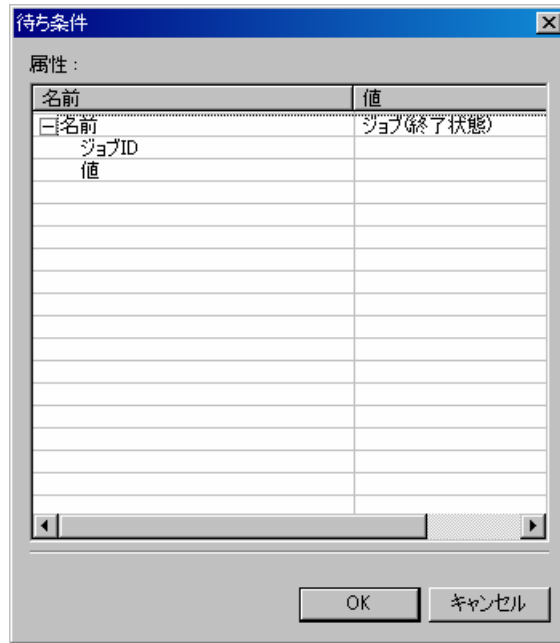 待ち条件
属性：
名前 値
名前 ジョブ(終了状態)
ジョブID
値
OK キャンセル